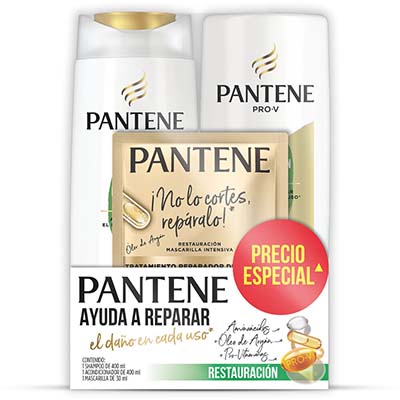 PANTENE
PANTENE
PRO-V
PANTENE
¡No lo cortes,
repáralo!
Óleo de Argán
RESTAURACIÓN
MASCARILLA INTENSIVA
TRATAMIENTO REPARADOR DE
PRECIO
ESPECIAL
PANTENE
AYUDA A REPARAR
el daño en cada uso*
CONTENIDO:
1 SHAMPOO DE 400 ml
1 ACONDICIONADOR DE 400 ml
1 MASCARILLA DE 30 ml
Aminoácidos
+ Óleo de Argán
+ Pro-Vitaminas
PRO-V
RESTAURACIÓN